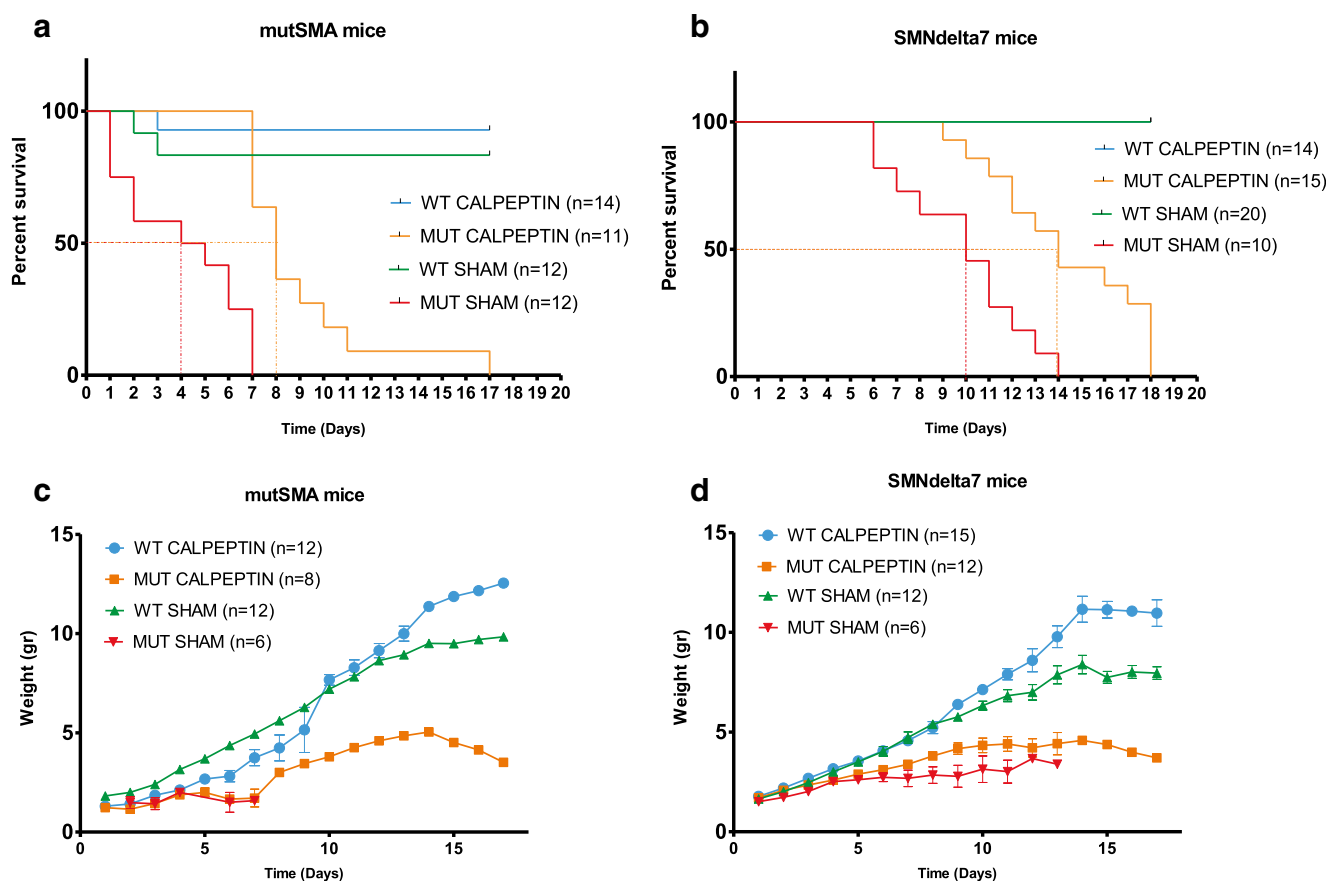 a
mutSMA mice
Percent survival
100
50
0
0 1 2 3 4 5 6 7 8 9 10 11 12 13 14 15 16 17 18 19 20
Time (Days)
WT CALPEPTIN (n=14)
MUT CALPEPTIN (n=11)
WT SHAM (n=12)
MUT SHAM (n=12)
b
SMNdelta7 mice
Percent survival
100
50
0
0 1 2 3 4 5 6 7 8 9 10 11 12 13 14 15 16 17 18 19 20
Time (Days)
WT CALPEPTIN (n=14)
MUT CALPEPTIN (n=15)
WT SHAM (n=20)
MUT SHAM (n=10)
c
mutSMA mice
Weight (gr)
15
10
5
0
0 5 10 15
Time (Days)
WT CALPEPTIN (n=12)
MUT CALPEPTIN (n=8)
WT SHAM (n=12)
MUT SHAM (n=6)
d
SMNdelta7 mice
Weight (gr)
15
10
5
0
0 5 10 15
Time (Days)
WT CALPEPTIN (n=15)
MUT CALPEPTIN (n=12)
WT SHAM (n=12)
MUT SHAM (n=6)